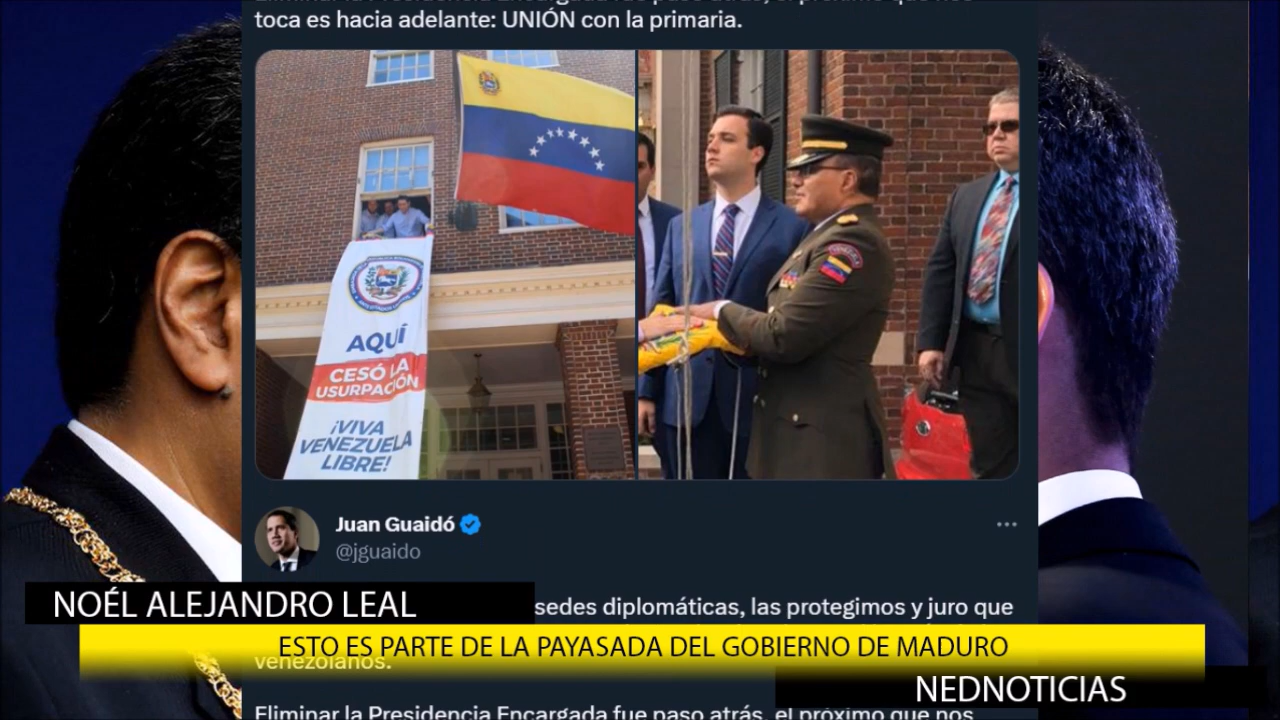 toca es hacia adelante: UNIÓN con la primaria.
AQUÍ
CESÓ LA
USURPACIÓN
¡VIVA
VENEZUELA
LIBRE!
Juan Guaidó
@jguaido
NOÉL ALEJANDRO LEAL
sedes diplomáticas, las protegimos y juro que
ESTO ES PARTE DE LA PAYASADA DEL GOBIERNO DE MADURO
venezolanos.
NEDNOTICIAS
Eliminar la Presidencia Encargada fue paso atrás, el próximo que nos